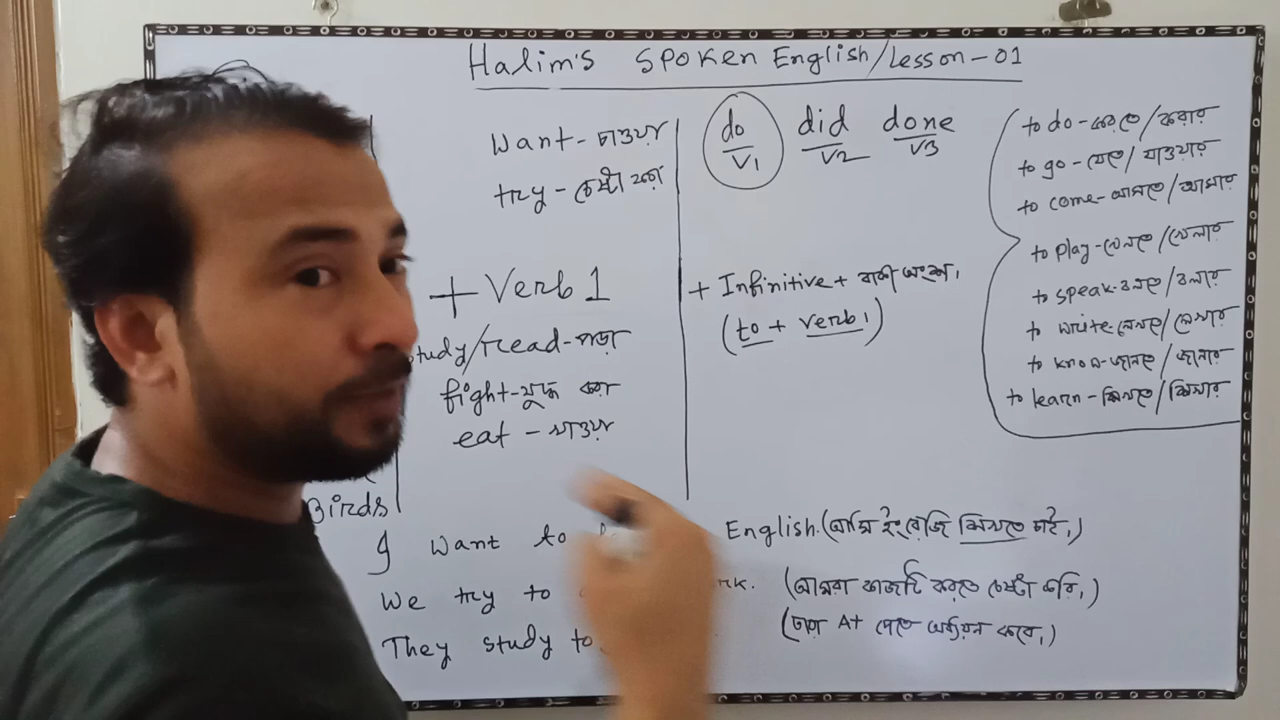 Halim's Spoken English/Lesson-01
Want - চাওয়া
try - চেষ্টা করা
+ Verb 1
study/read - পড়া
fight - যুদ্ধ করা
eat - খাওয়া
Birds
do did done
V1 V2 V3
+ Infinitive + বাকী অংশ।
(to + verb 1)
to do - করতে/করার
to go - যেতে/যাওয়ার
to come - আসতে/আসার
to play - খেলতে/খেলার
to speak - বলতে/বলার
to write লেখতে/লেখার
to know - জানতে/জানার
to learn - শিখতে/শিখার
I want to English. (আমি ইংরেজি শিখতে চাই।)
We try to (আমরা কাজটি করতে চেষ্টা করি।)
They study to (তারা A+ পেতে অধ্যয়ন করে।)